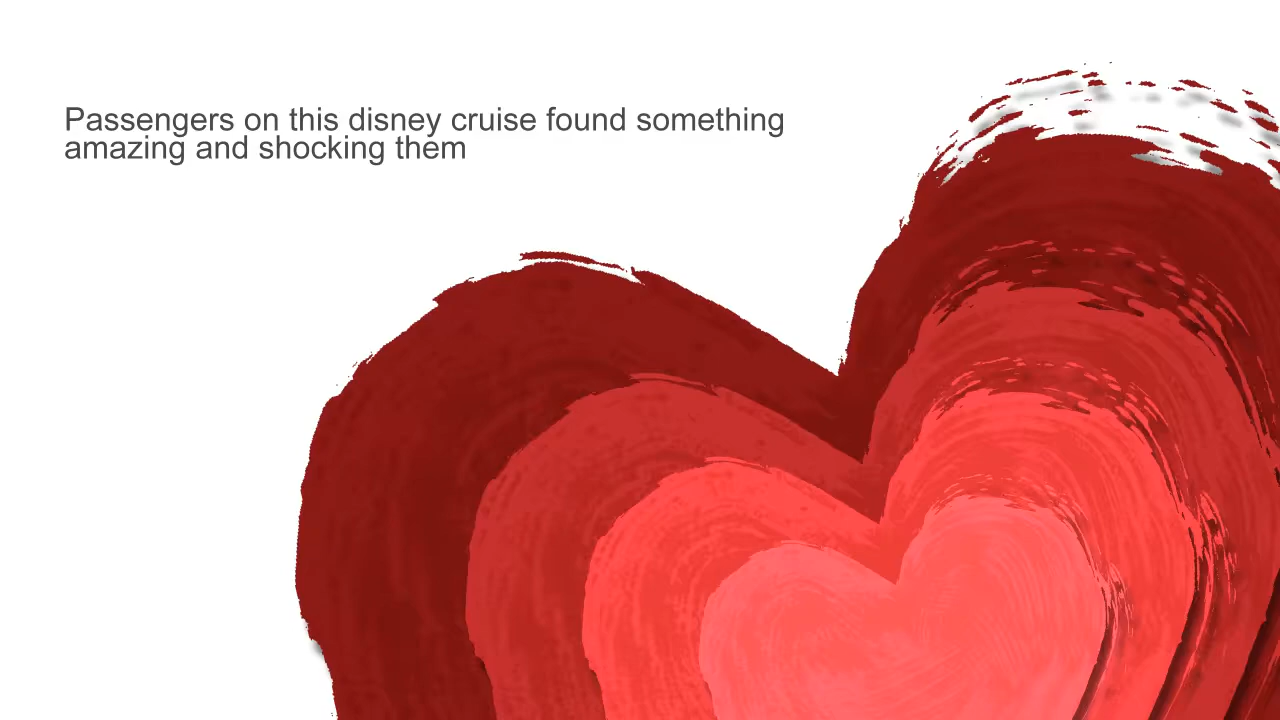 Passengers on this disney cruise found something
amazing and shocking them